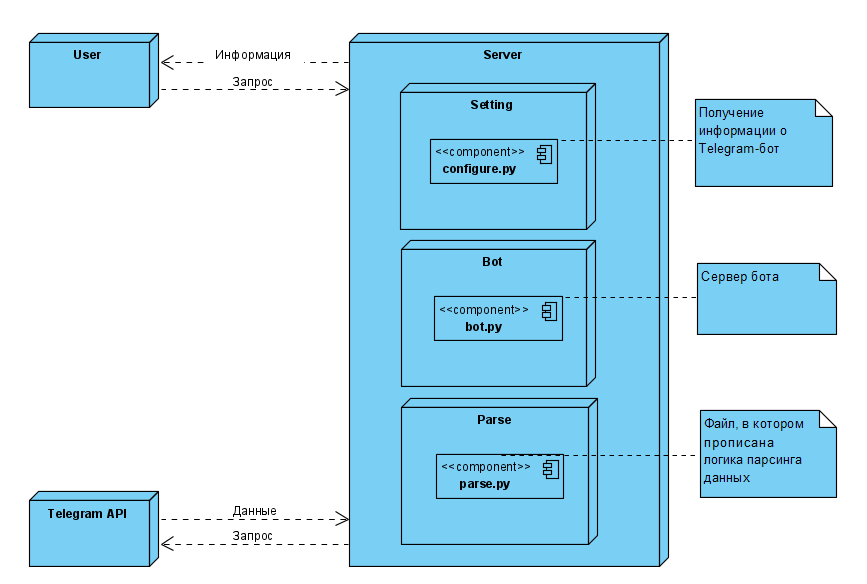 User
Информация
Запрос
Server
Setting
<<component>>
configure.py
Получение
информации о
Telegram-бот
Bot
<<component>>
bot.py
Сервер бота
Parse
<<component>>
parse.py
Файл, в котором
прописана
логика парсинга
данных
Telegram API
Данные
Запрос